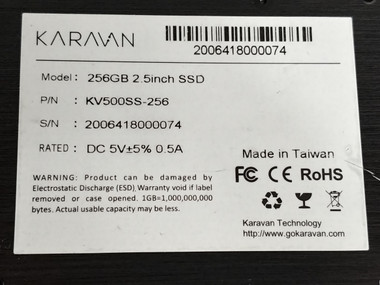 KARAVAN
2006418000074
Model: 256GB 2.5inch SSD
P/N : KV500SS-256
S/N : 2006418000074
RATED : DC 5V±5% 0.5A
WARNING: Product can be damaged by
Electrostatic Discharge (ESD). Warranty void if label
removed or case opened. 1GB=1,000,000,000
bytes. Actual usable capacity may be less.
Made in Taiwan
FC CE RoHS
Karavan Technology
http://www.gokaravan.com